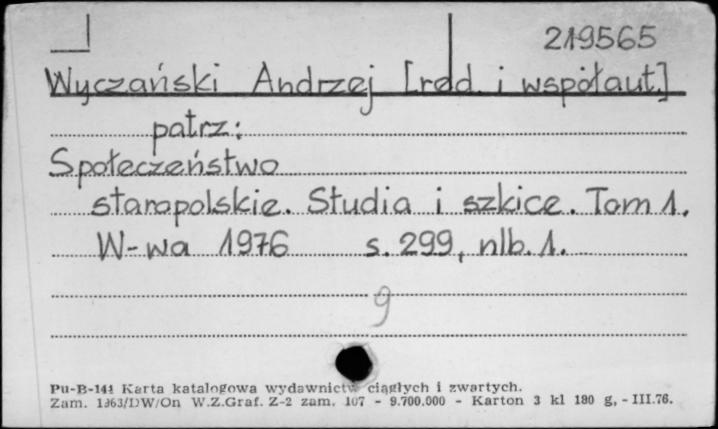 219565
Wyczański Andrzej [red. i współaut.]
patrz:
Społeczeństwo
staropolskie. Studia i szkice. Tom 1.
W-wa 1976 s. 299, nlb. 1.
g
Pu-B-144 Karta katalogowa wydawnictw ciągłych i zwartych.
Zam. 1363/DW/On W.Z.Graf. Z-2 zam. 107 - 9.700.000 - Karton 3 kl 180 g, - III.76.